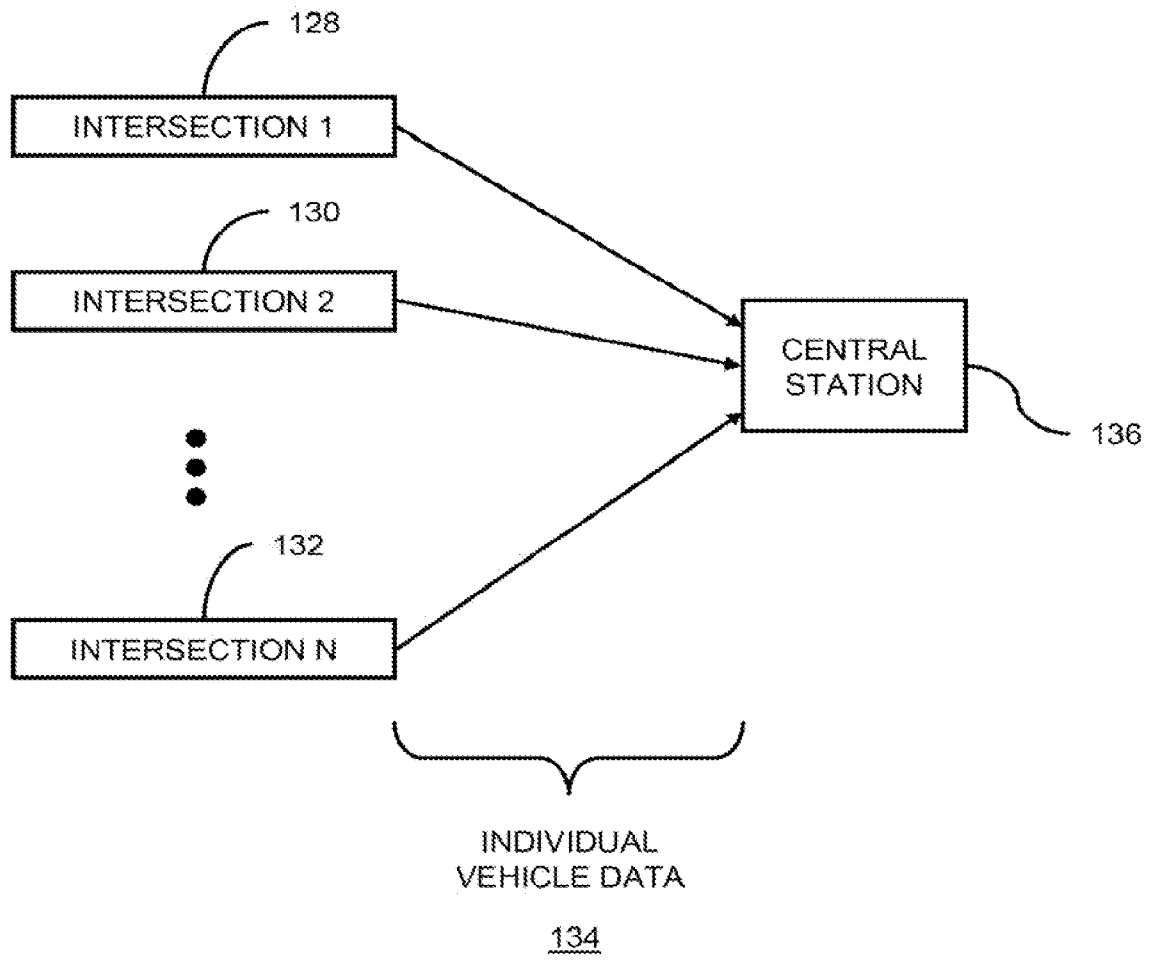 128
INTERSECTION 1
130
INTERSECTION 2
CENTRAL
STATION
136
132
INTERSECTION N
INDIVIDUAL
VEHICLE DATA
134